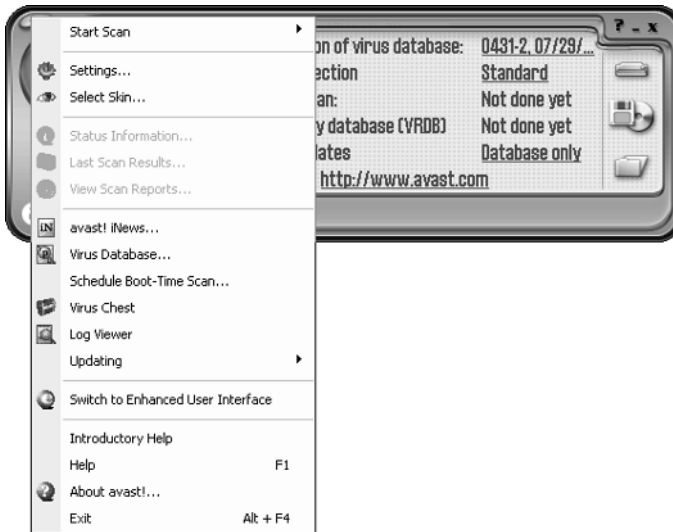 Start Scan
Settings...
Select Skin...
Status Information...
Last Scan Results...
View Scan Reports...
avast! iNews...
Virus Database...
Schedule Boot-Time Scan...
Virus Chest
Log Viewer
Updating
Switch to Enhanced User Interface
Introductory Help
Help F1
About avast!...
Exit Alt + F4
? - x
on of virus database: 0431-2, 07/29/...
ection Standard
an: Not done yet
y database (VRDB) Not done yet
dates Database only
http://www.avast.com
iN